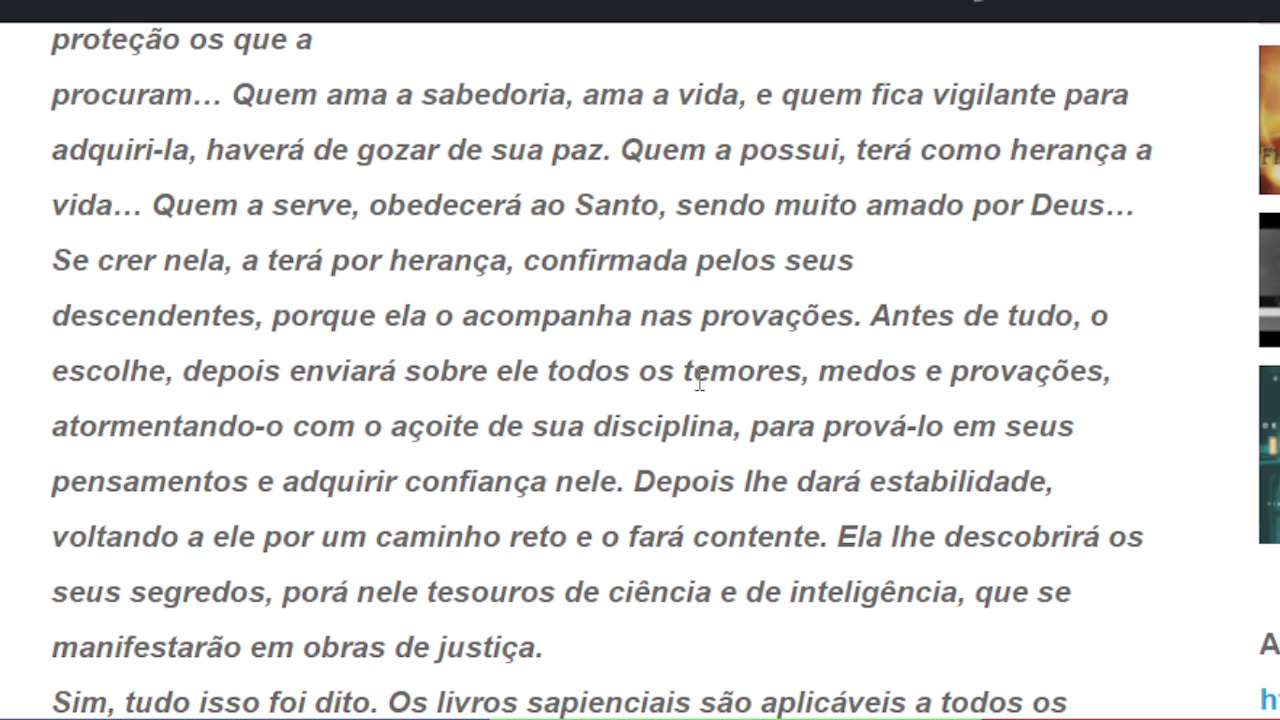 proteção os que a
procuram… Quem ama a sabedoria, ama a vida, e quem fica vigilante para
adquiri-la, haverá de gozar de sua paz. Quem a possui, terá como herança a
vida… Quem a serve, obedecerá ao Santo, sendo muito amado por Deus…
Se crer nela, a terá por herança, confirmada pelos seus
descendentes, porque ela o acompanha nas provações. Antes de tudo, o
escolhe, depois enviará sobre ele todos os temores, medos e provações,
atormentando-o com o açoite de sua disciplina, para prová-lo em seus
pensamentos e adquirir confiança nele. Depois lhe dará estabilidade,
voltando a ele por um caminho reto e o fará contente. Ela lhe descobrirá os
seus segredos, porá nele tesouros de ciência e de inteligência, que se
manifestarão em obras de justiça.
Sim, tudo isso foi dito. Os livros sapienciais são aplicáveis a todos os